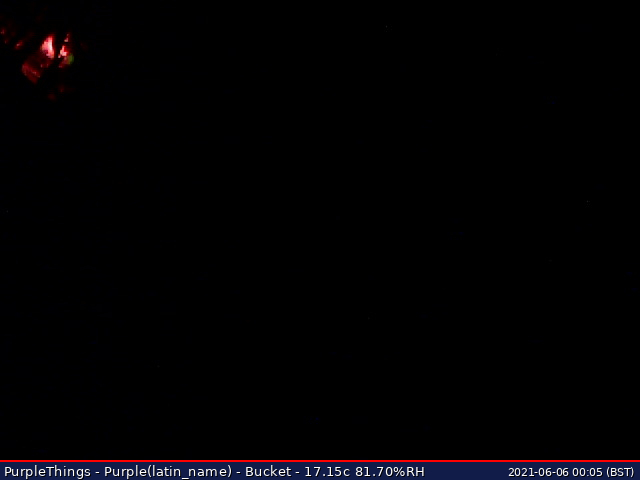 PurpleThings - Purple(latin_name) - Bucket - 17.15c 81.70%RH
2021-06-06 00:05 (BST)